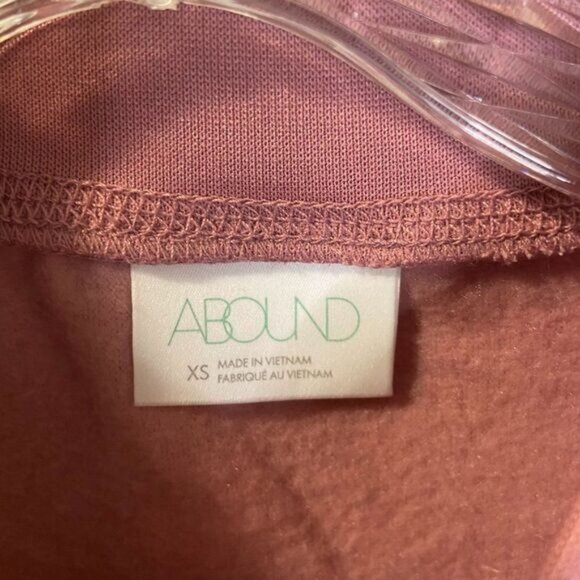 ABOUND
XS MADE IN VIETNAM
FABRIQUÉ AU VIETNAM